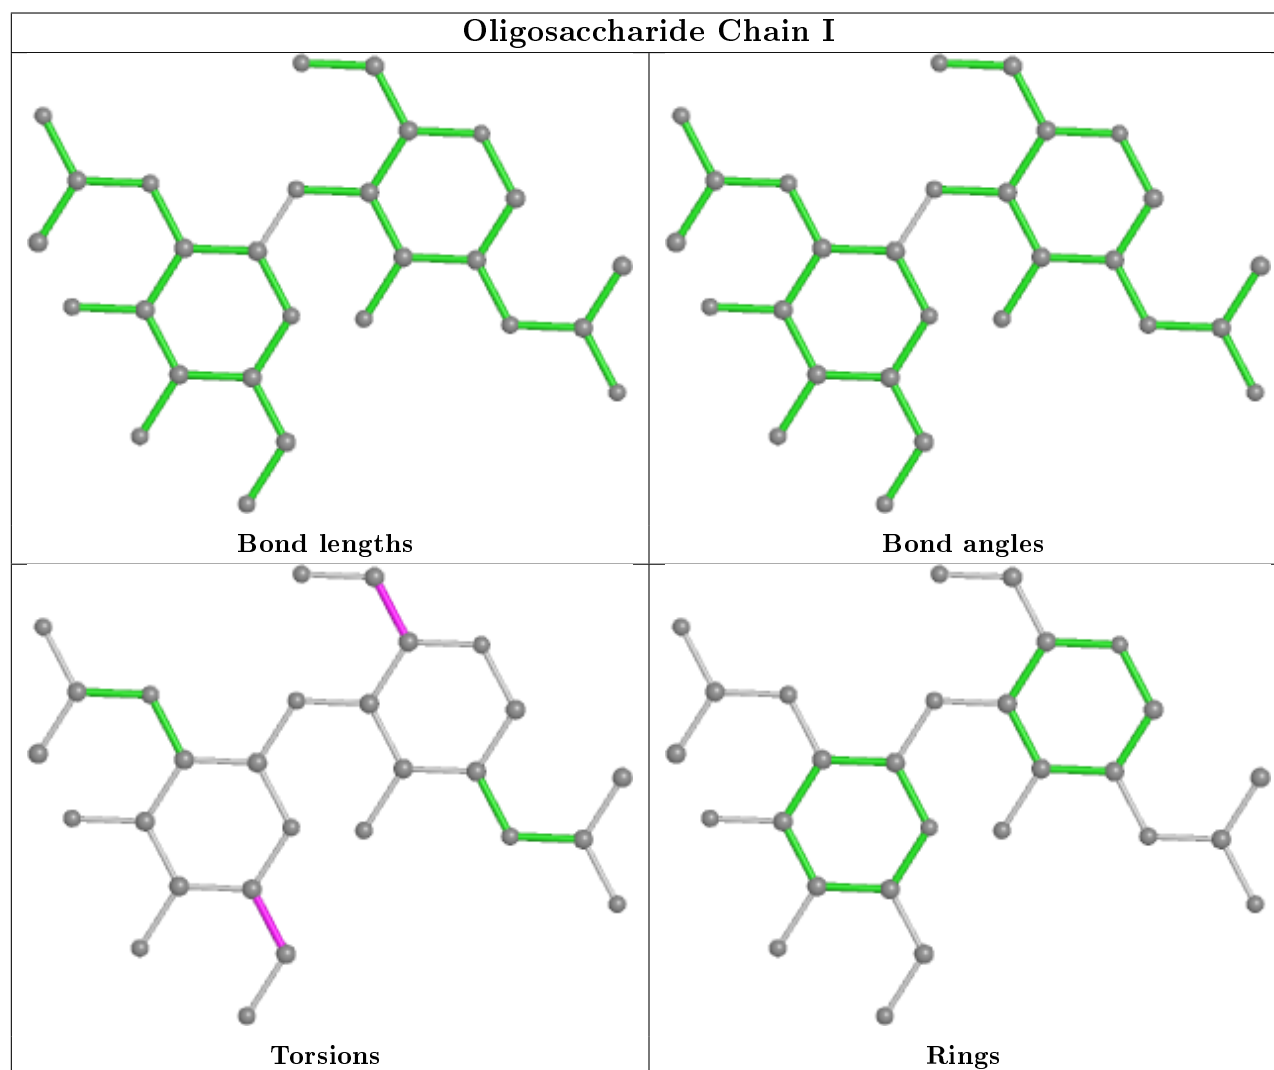 Oligosaccharide Chain I
Bond lengths
Bond angles
Torsions
Rings